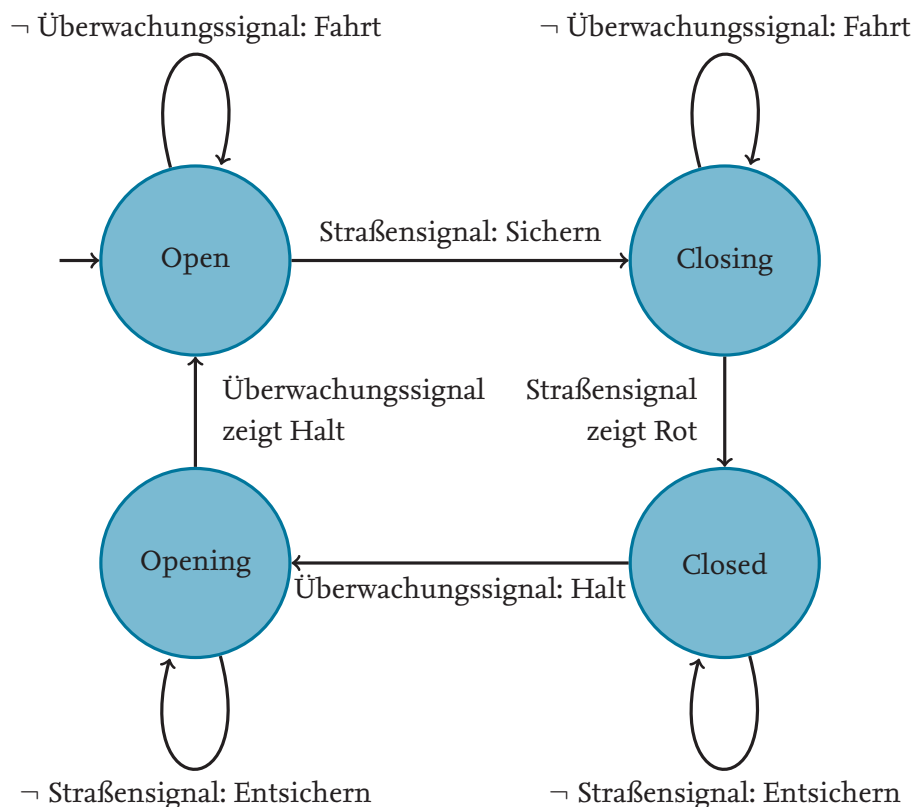 ¬ Überwachungssignal: Fahrt
¬ Überwachungssignal: Fahrt
Open
Straßensignal: Sichern
Closing
Überwachungssignal
zeigt Halt
Straßensignal
zeigt Rot
Opening
Überwachungssignal: Halt
Closed
¬ Straßensignal: Entsichern
¬ Straßensignal: Entsichern